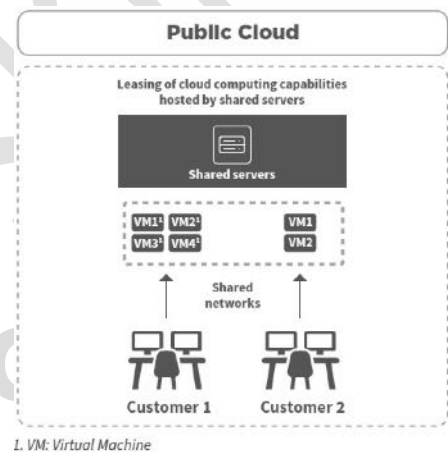 Public Cloud
Leasing of cloud computing capabilities
hosted by shared servers
Shared servers
VM1¹ VM2¹ VM1
VM3¹ VM4¹ VM2
Shared
networks
Customer 1 Customer 2
1. VM: Virtual Machine